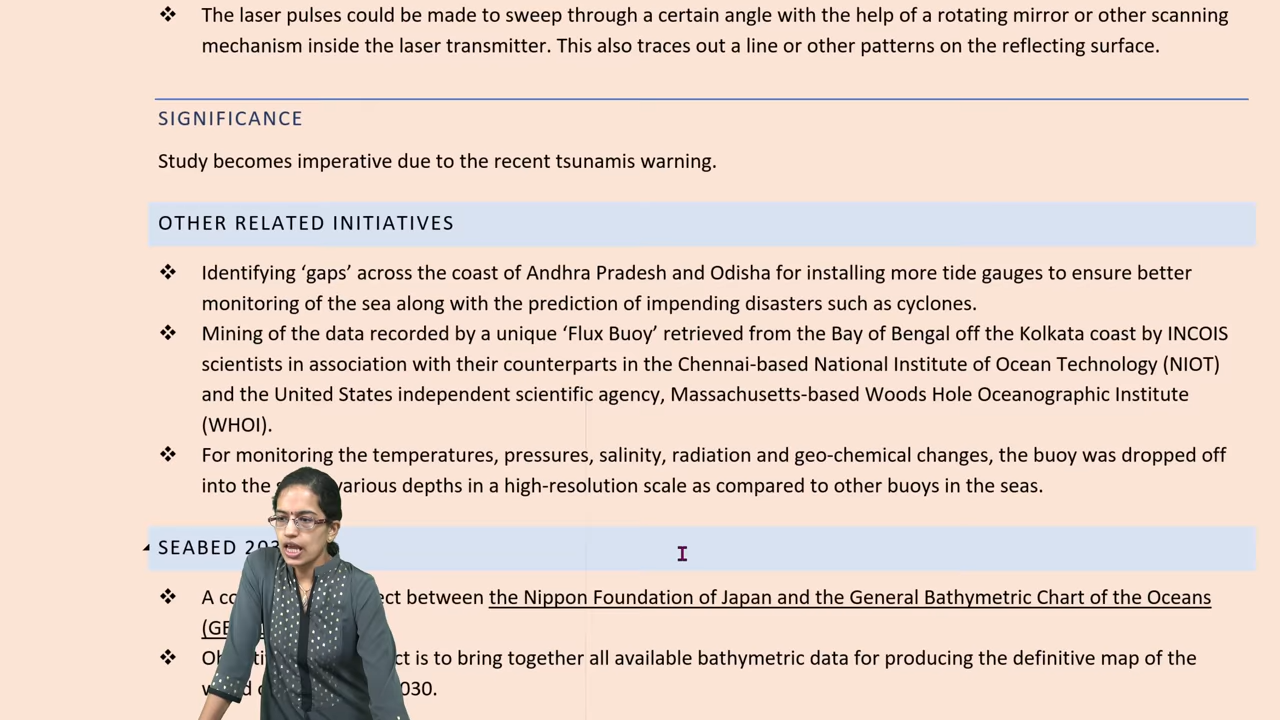 ❖ The laser pulses could be made to sweep through a certain angle with the help of a rotating mirror or other scanning
mechanism inside the laser transmitter. This also traces out a line or other patterns on the reflecting surface.
SIGNIFICANCE
Study becomes imperative due to the recent tsunamis warning.
OTHER RELATED INITIATIVES
❖ Identifying ‘gaps’ across the coast of Andhra Pradesh and Odisha for installing more tide gauges to ensure better
monitoring of the sea along with the prediction of impending disasters such as cyclones.
❖ Mining of the data recorded by a unique ‘Flux Buoy’ retrieved from the Bay of Bengal off the Kolkata coast by INCOIS
scientists in association with their counterparts in the Chennai-based National Institute of Ocean Technology (NIOT)
and the United States independent scientific agency, Massachusetts-based Woods Hole Oceanographic Institute
(WHOI).
❖ For monitoring the temperatures, pressures, salinity, radiation and geo-chemical changes, the buoy was dropped off
into the various depths in a high-resolution scale as compared to other buoys in the seas.
SEABED
❖ A between the Nippon Foundation of Japan and the General Bathymetric Chart of the Oceans
❖ is to bring together all available bathymetric data for producing the definitive map of the